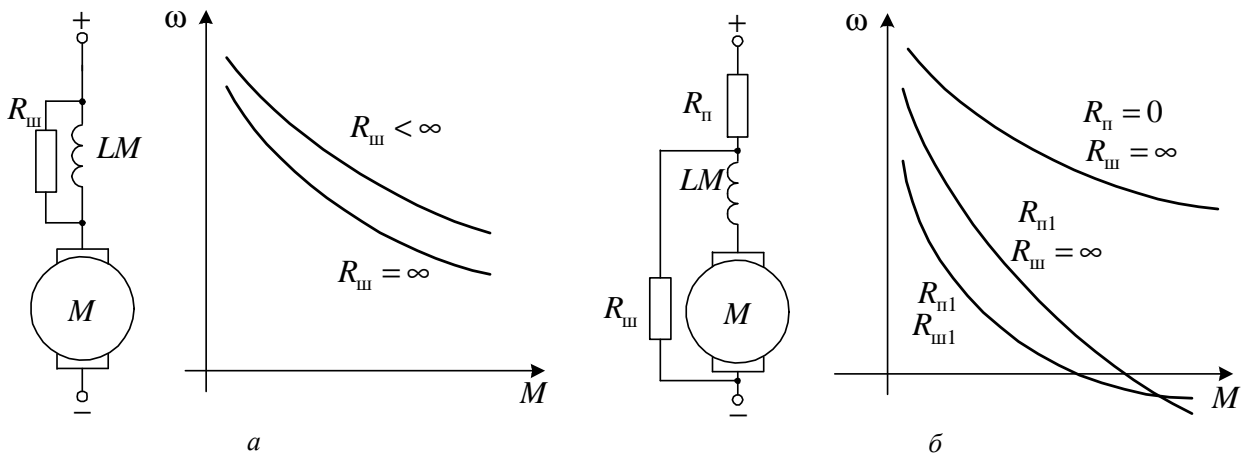 +
R_ш
LM
M
−
ω
R_ш < ∞
R_ш = ∞
M
а
+
R_п
LM
R_ш
M
−
ω
R_п = 0
R_ш = ∞
R_п1
R_ш = ∞
R_п1
R_ш1
M
б